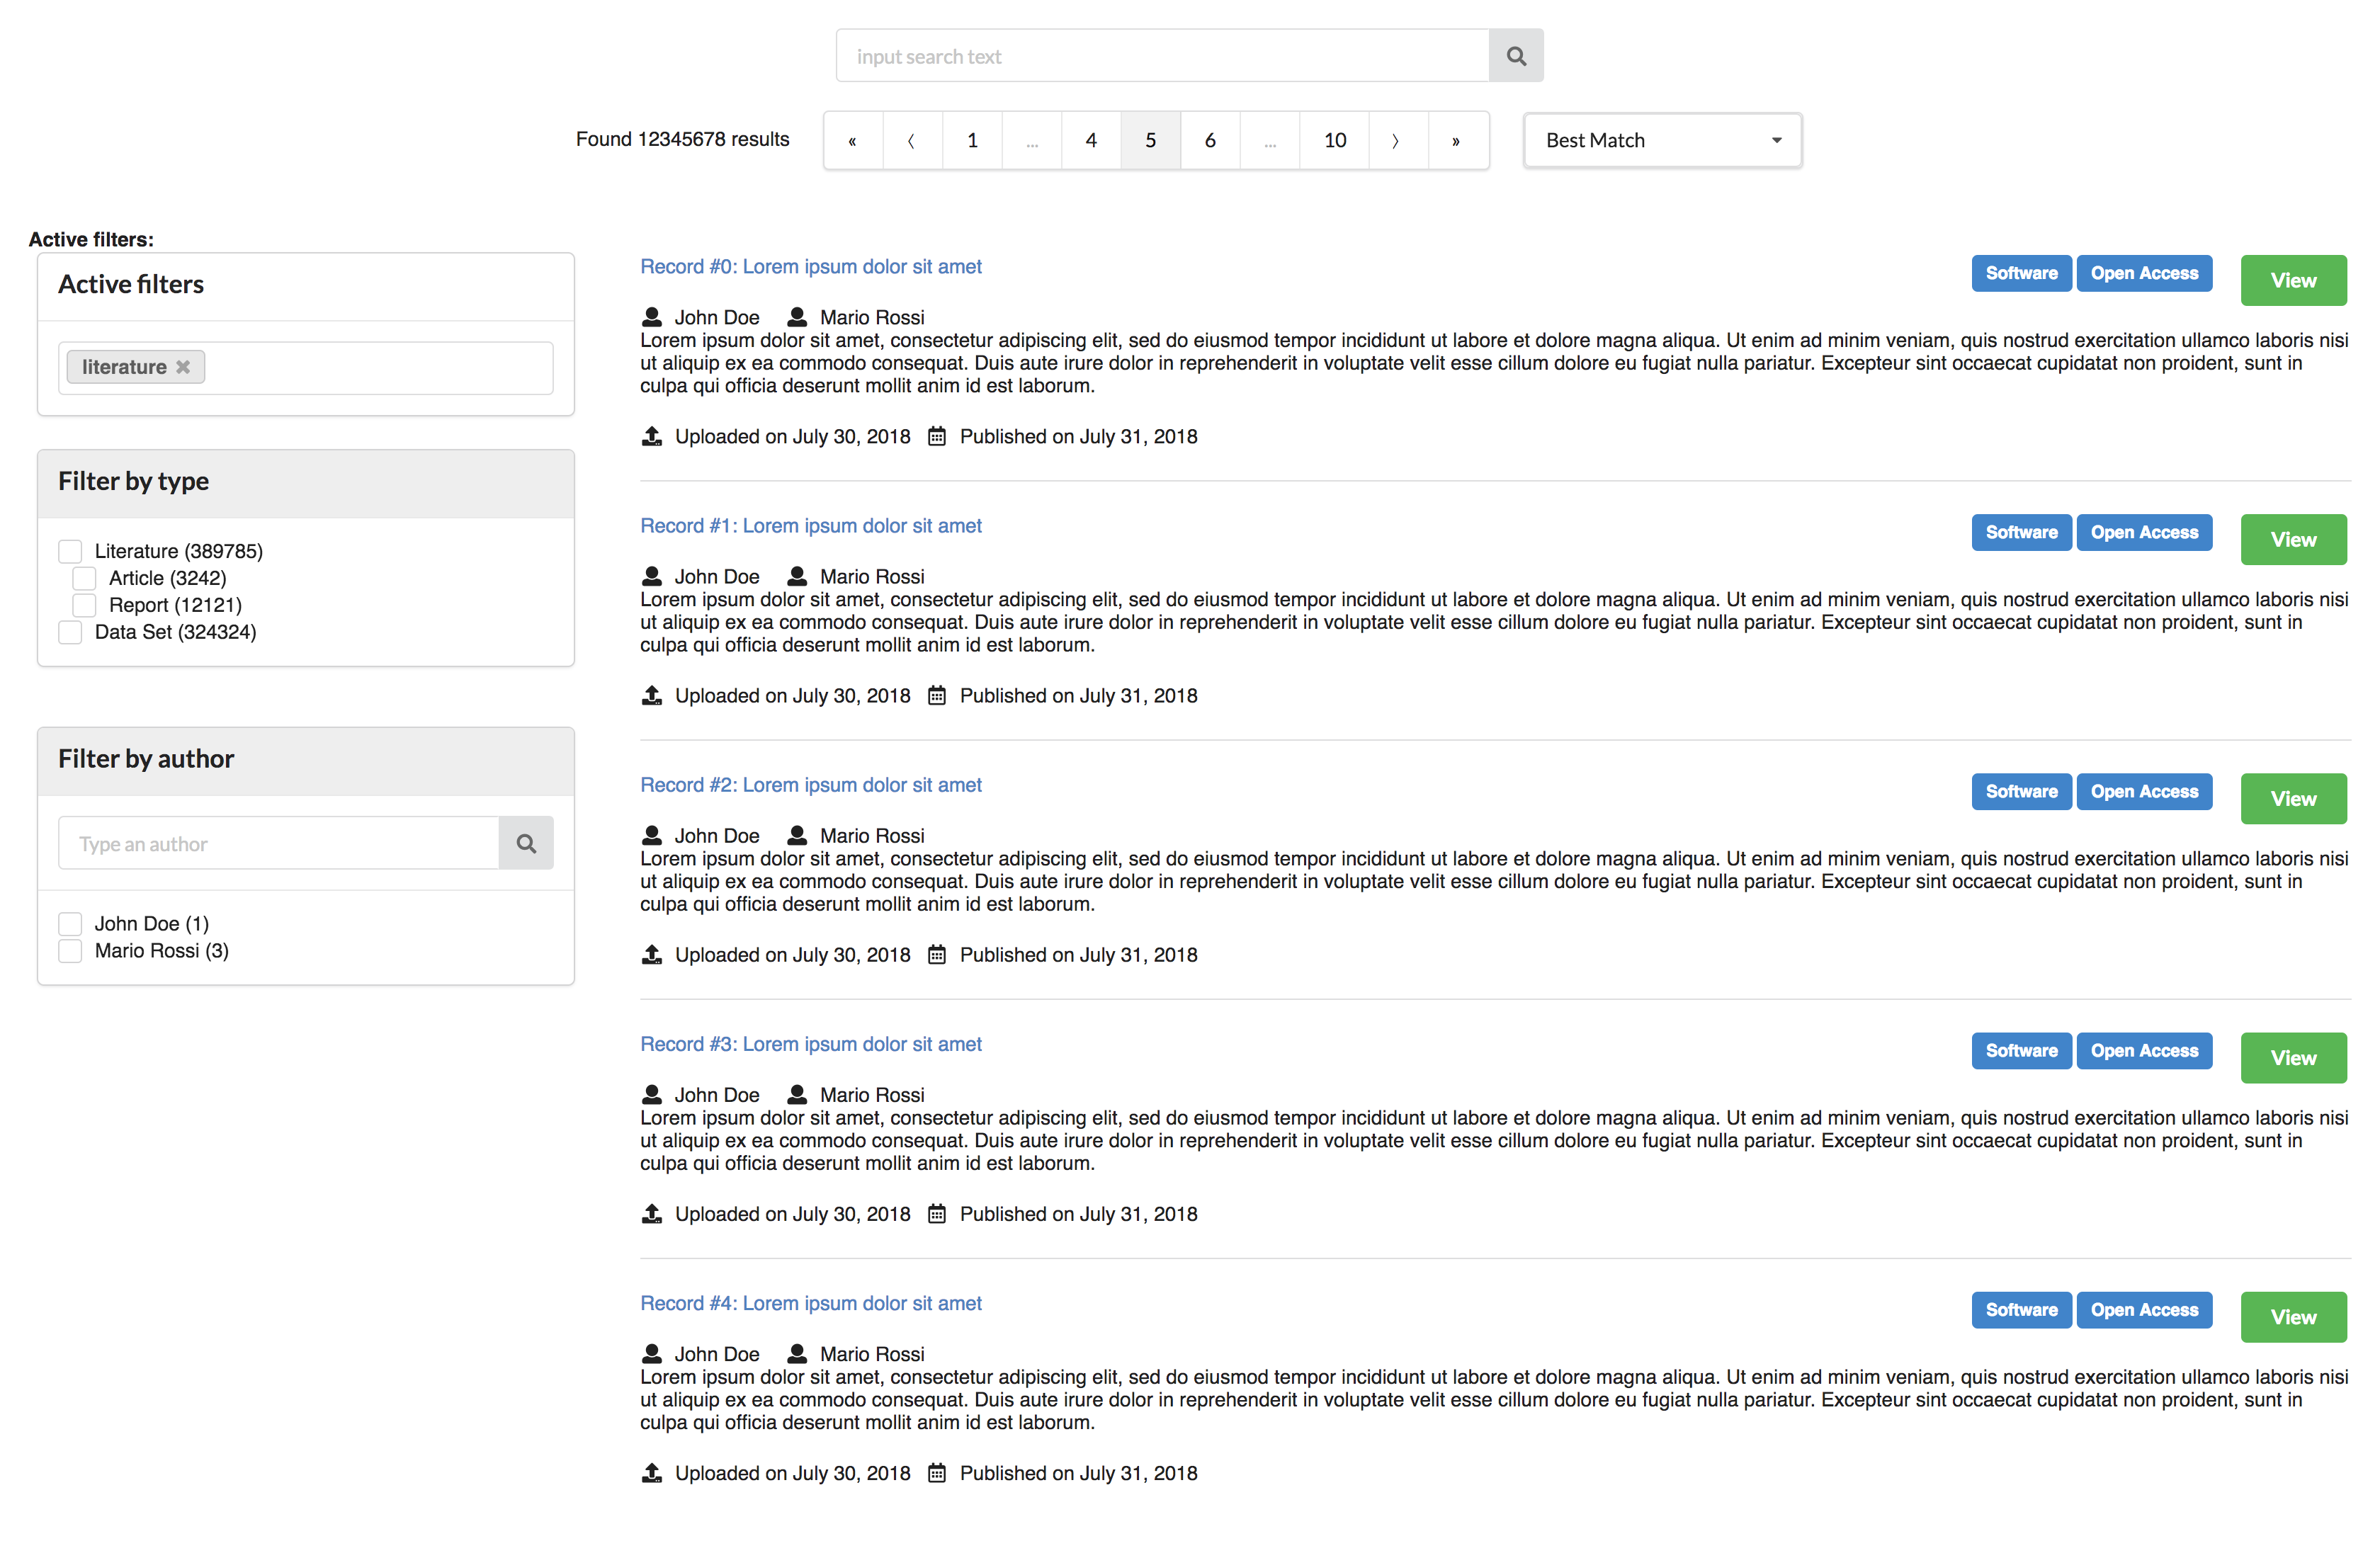 input search text
Found 12345678 results « 〈 1 ... 4 5 6 ... 10 〉 » Best Match
Active filters:
Active filters
literature
Filter by type
Literature (389785)
Article (3242)
Report (12121)
Data Set (324324)
Filter by author
Type an author
John Doe (1)
Mario Rossi (3)
Record #0: Lorem ipsum dolor sit amet Software Open Access View
John Doe Mario Rossi
Lorem ipsum dolor sit amet, consectetur adipiscing elit, sed do eiusmod tempor incididunt ut labore et dolore magna aliqua. Ut enim ad minim veniam, quis nostrud exercitation ullamco laboris nisi
ut aliquip ex ea commodo consequat. Duis aute irure dolor in reprehenderit in voluptate velit esse cillum dolore eu fugiat nulla pariatur. Excepteur sint occaecat cupidatat non proident, sunt in
culpa qui officia deserunt mollit anim id est laborum.
Uploaded on July 30, 2018 Published on July 31, 2018
Record #1: Lorem ipsum dolor sit amet Software Open Access View
John Doe Mario Rossi
Lorem ipsum dolor sit amet, consectetur adipiscing elit, sed do eiusmod tempor incididunt ut labore et dolore magna aliqua. Ut enim ad minim veniam, quis nostrud exercitation ullamco laboris nisi
ut aliquip ex ea commodo consequat. Duis aute irure dolor in reprehenderit in voluptate velit esse cillum dolore eu fugiat nulla pariatur. Excepteur sint occaecat cupidatat non proident, sunt in
culpa qui officia deserunt mollit anim id est laborum.
Uploaded on July 30, 2018 Published on July 31, 2018
Record #2: Lorem ipsum dolor sit amet Software Open Access View
John Doe Mario Rossi
Lorem ipsum dolor sit amet, consectetur adipiscing elit, sed do eiusmod tempor incididunt ut labore et dolore magna aliqua. Ut enim ad minim veniam, quis nostrud exercitation ullamco laboris nisi
ut aliquip ex ea commodo consequat. Duis aute irure dolor in reprehenderit in voluptate velit esse cillum dolore eu fugiat nulla pariatur. Excepteur sint occaecat cupidatat non proident, sunt in
culpa qui officia deserunt mollit anim id est laborum.
Uploaded on July 30, 2018 Published on July 31, 2018
Record #3: Lorem ipsum dolor sit amet Software Open Access View
John Doe Mario Rossi
Lorem ipsum dolor sit amet, consectetur adipiscing elit, sed do eiusmod tempor incididunt ut labore et dolore magna aliqua. Ut enim ad minim veniam, quis nostrud exercitation ullamco laboris nisi
ut aliquip ex ea commodo consequat. Duis aute irure dolor in reprehenderit in voluptate velit esse cillum dolore eu fugiat nulla pariatur. Excepteur sint occaecat cupidatat non proident, sunt in
culpa qui officia deserunt mollit anim id est laborum.
Uploaded on July 30, 2018 Published on July 31, 2018
Record #4: Lorem ipsum dolor sit amet Software Open Access View
John Doe Mario Rossi
Lorem ipsum dolor sit amet, consectetur adipiscing elit, sed do eiusmod tempor incididunt ut labore et dolore magna aliqua. Ut enim ad minim veniam, quis nostrud exercitation ullamco laboris nisi
ut aliquip ex ea commodo consequat. Duis aute irure dolor in reprehenderit in voluptate velit esse cillum dolore eu fugiat nulla pariatur. Excepteur sint occaecat cupidatat non proident, sunt in
culpa qui officia deserunt mollit anim id est laborum.
Uploaded on July 30, 2018 Published on July 31, 2018